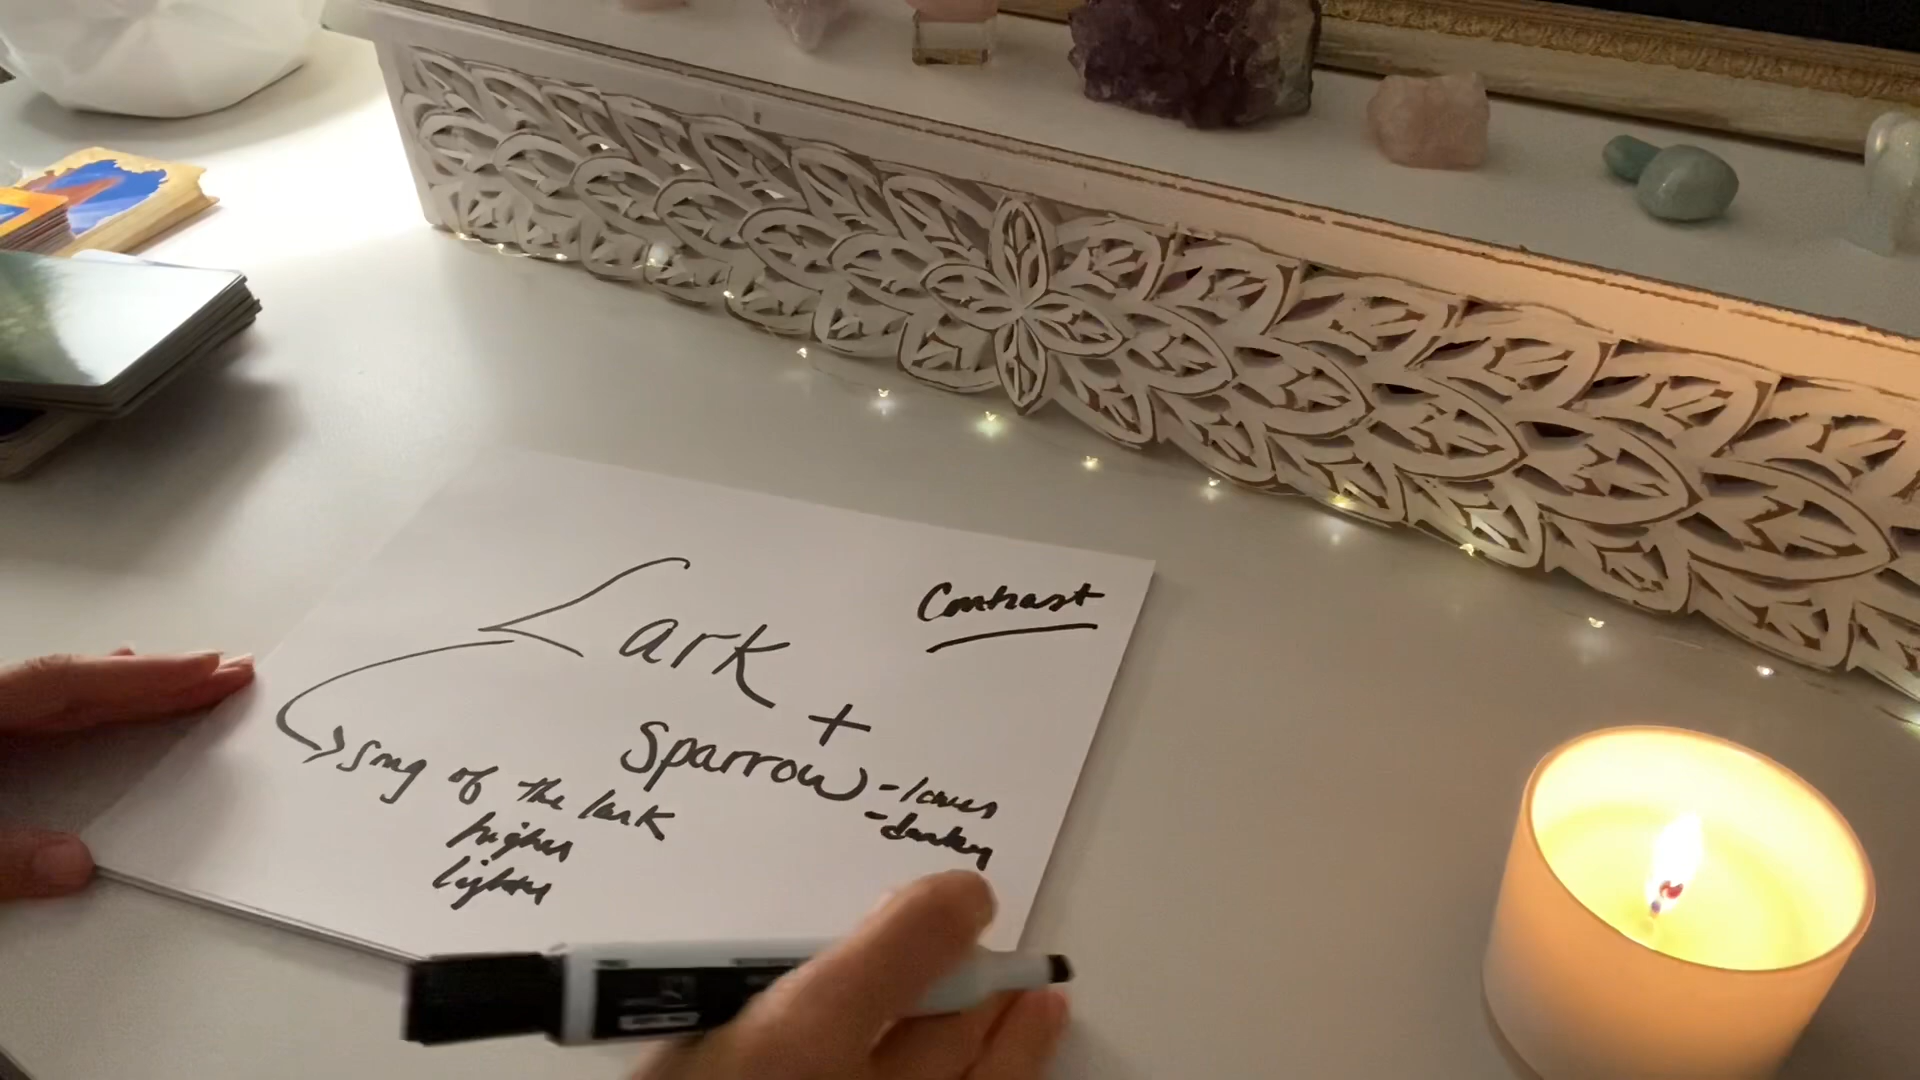 Lark
Contrast
+
Sparrow
- lower
- darker
Song of the lark
higher
lighter